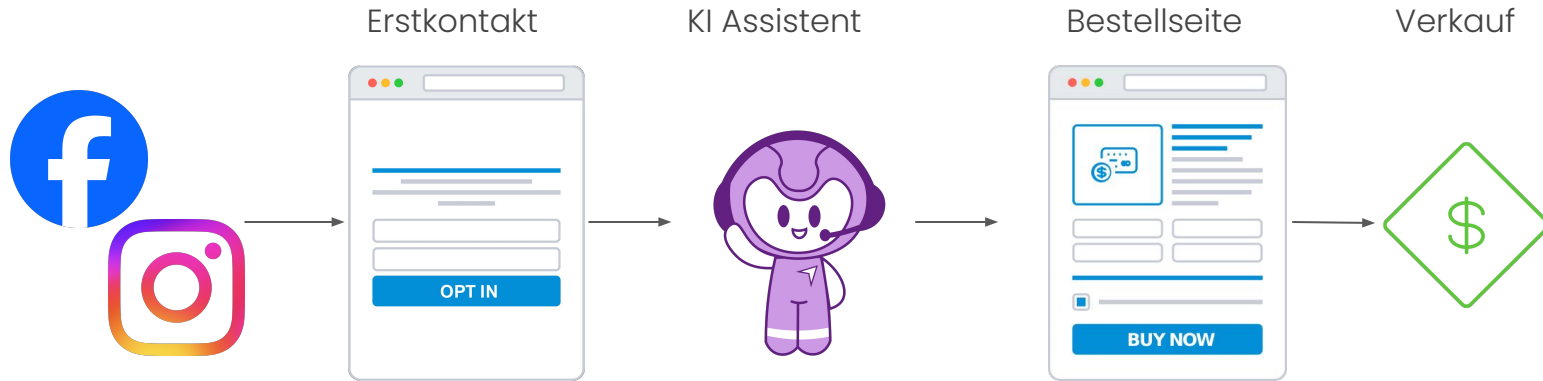 Erstkontakt
KI Assistent
Bestellseite
Verkauf
OPT IN
BUY NOW